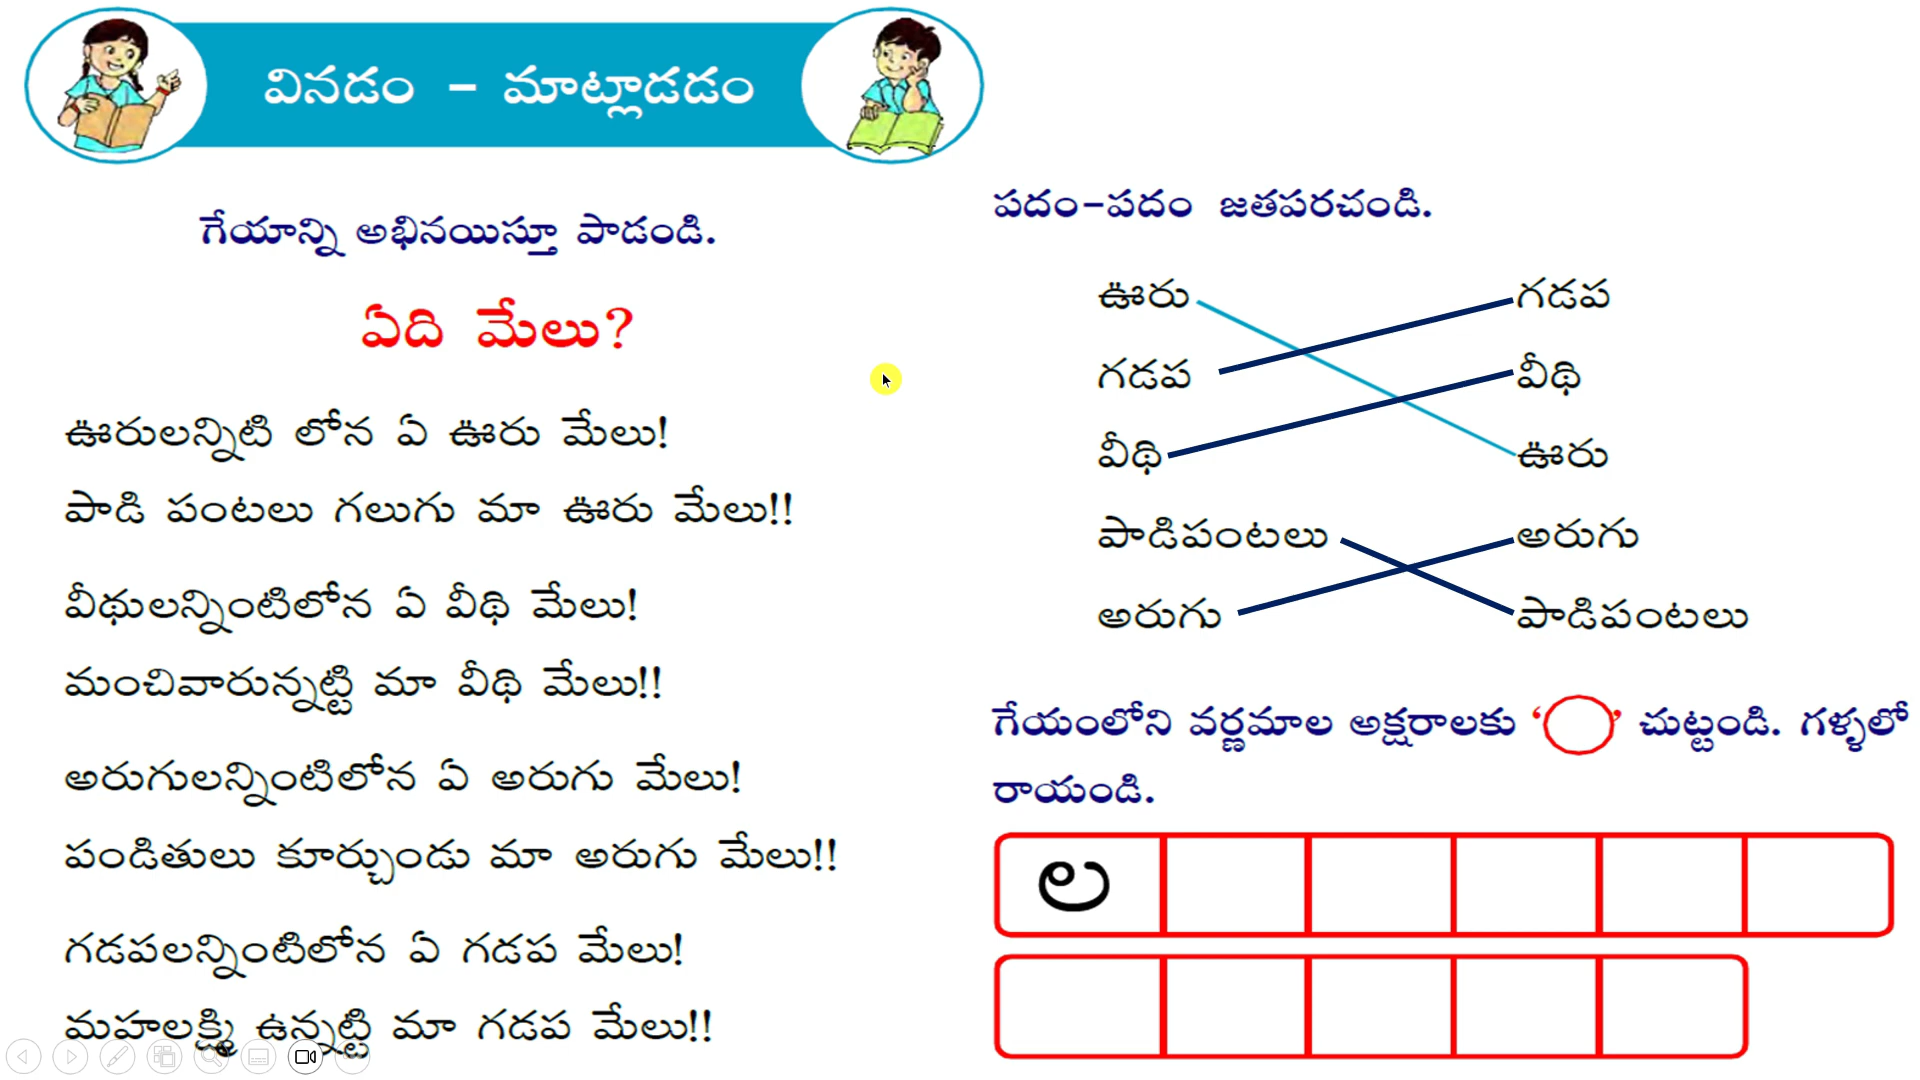 వినడం - మాట్లాడడం
గేయాన్ని అభినయిస్తూ పాడండి.
ఏది మేలు?
ఊరులన్నిటి లోన ఏ ఊరు మేలు!
పాడి పంటలు గలుగు మా ఊరు మేలు!!
వీథులన్నింటిలోన ఏ వీథి మేలు!
మంచివారున్నట్టి మా వీథి మేలు!!
అరుగులన్నింటిలోన ఏ అరుగు మేలు!
పండితులు కూర్చుండు మా అరుగు మేలు!!
గడపలన్నింటిలోన ఏ గడప మేలు!
మహలక్ష్మి ఉన్నట్టి మా గడప మేలు!!
పదం-పదం జతపరచండి.
ఊరు గడప
గడప వీథి
వీథి ఊరు
పాడిపంటలు అరుగు
అరుగు పాడిపంటలు
గేయంలోని వర్ణమాల అక్షరాలకు ‘ ’ చుట్టండి. గళ్ళలో
రాయండి.
ల